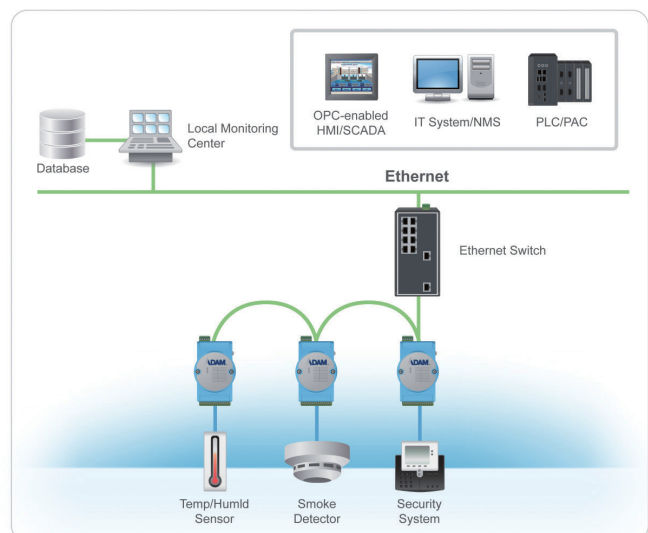 OPC-enabled
HMI/SCADA
IT System/NMS
PLC/PAC
Local Monitoring
Center
Database
Ethernet
Ethernet Switch
ADAM
ADAM
ADAM
Temp/Humld
Sensor
Smoke
Detector
Security
System